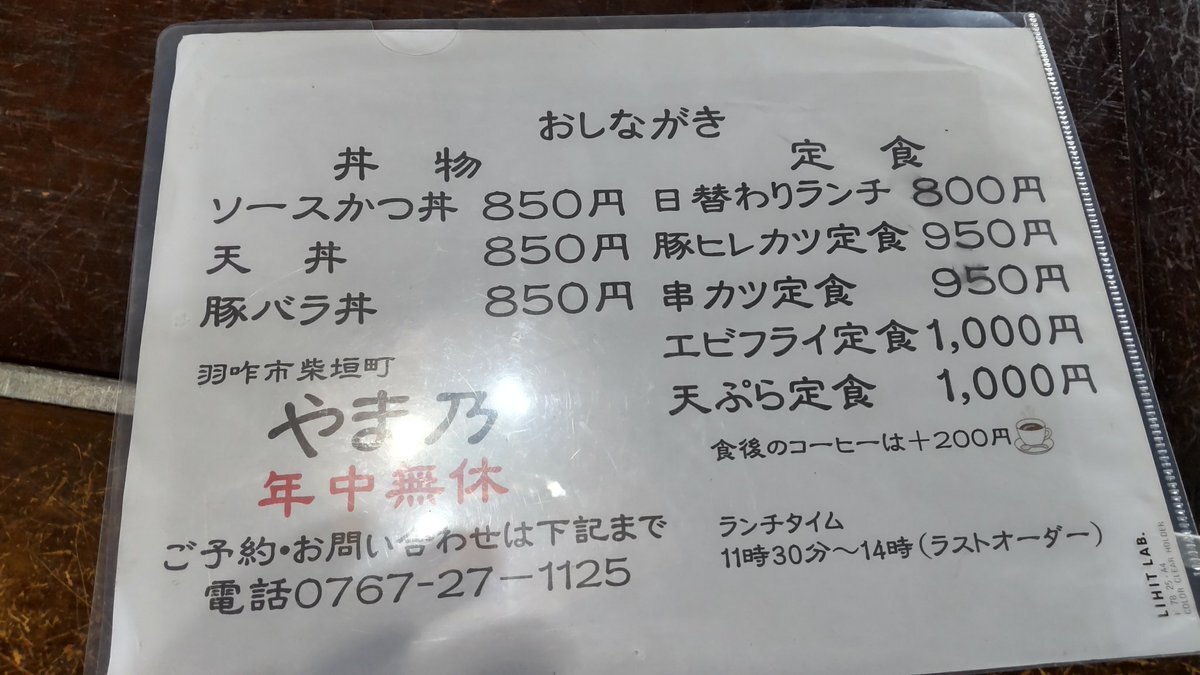 おしながき
丼 物
ソースかつ丼 850円
天 丼 850円
豚バラ丼 850円
定 食
日替わりランチ 800円
豚ヒレカツ定食 950円
串カツ定食 950円
エビフライ定食 1,000円
天ぷら定食 1,000円
食後のコーヒーは+200円
羽咋市柴垣町
やま乃
年中無休
ご予約・お問い合わせは下記まで
電話0767-27-1125
ランチタイム
11時30分~14時(ラストオーダー)
LIHIT LAB.
COLOR CLEAR HOLDER